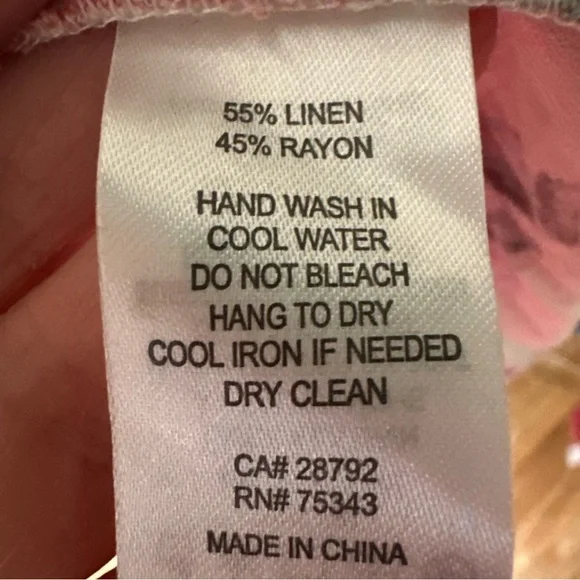 55% LINEN
45% RAYON
HAND WASH IN
COOL WATER
DO NOT BLEACH
HANG TO DRY
COOL IRON IF NEEDED
DRY CLEAN
CA# 28792
RN# 75343
MADE IN CHINA